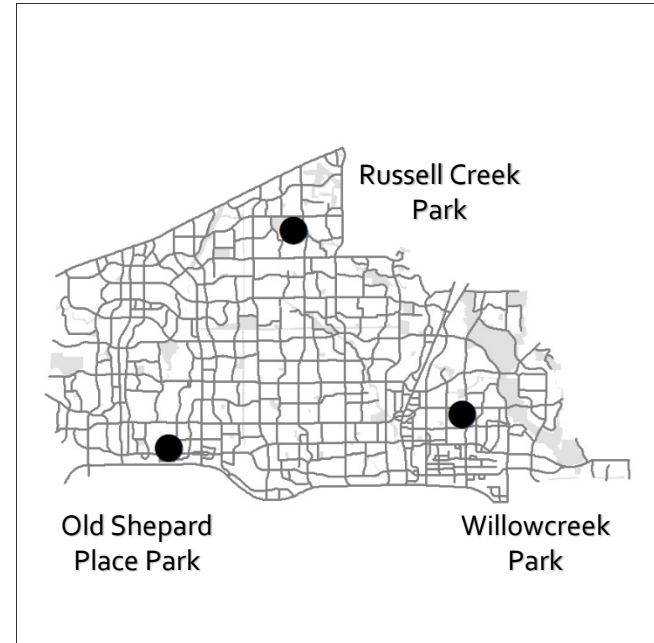 Russell Creek
Park
Old Shepard
Place Park
Willowcreek
Park